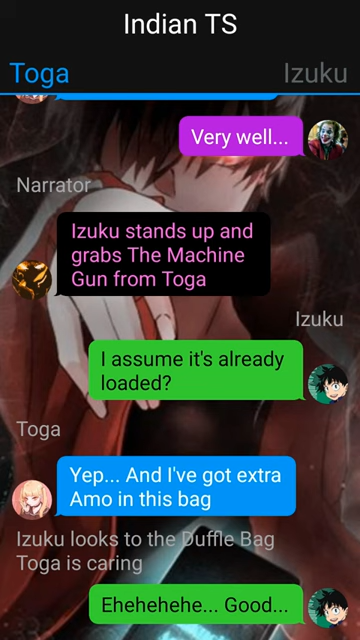 Indian TS
Toga
Izuku
Very well...
Narrator
Izuku stands up and
grabs The Machine
Gun from Toga
Izuku
I assume it's already
loaded?
Toga
Yep... And I've got extra
Amo in this bag
Izuku looks to the Duffle Bag
Toga is caring
Ehehehehe... Good...